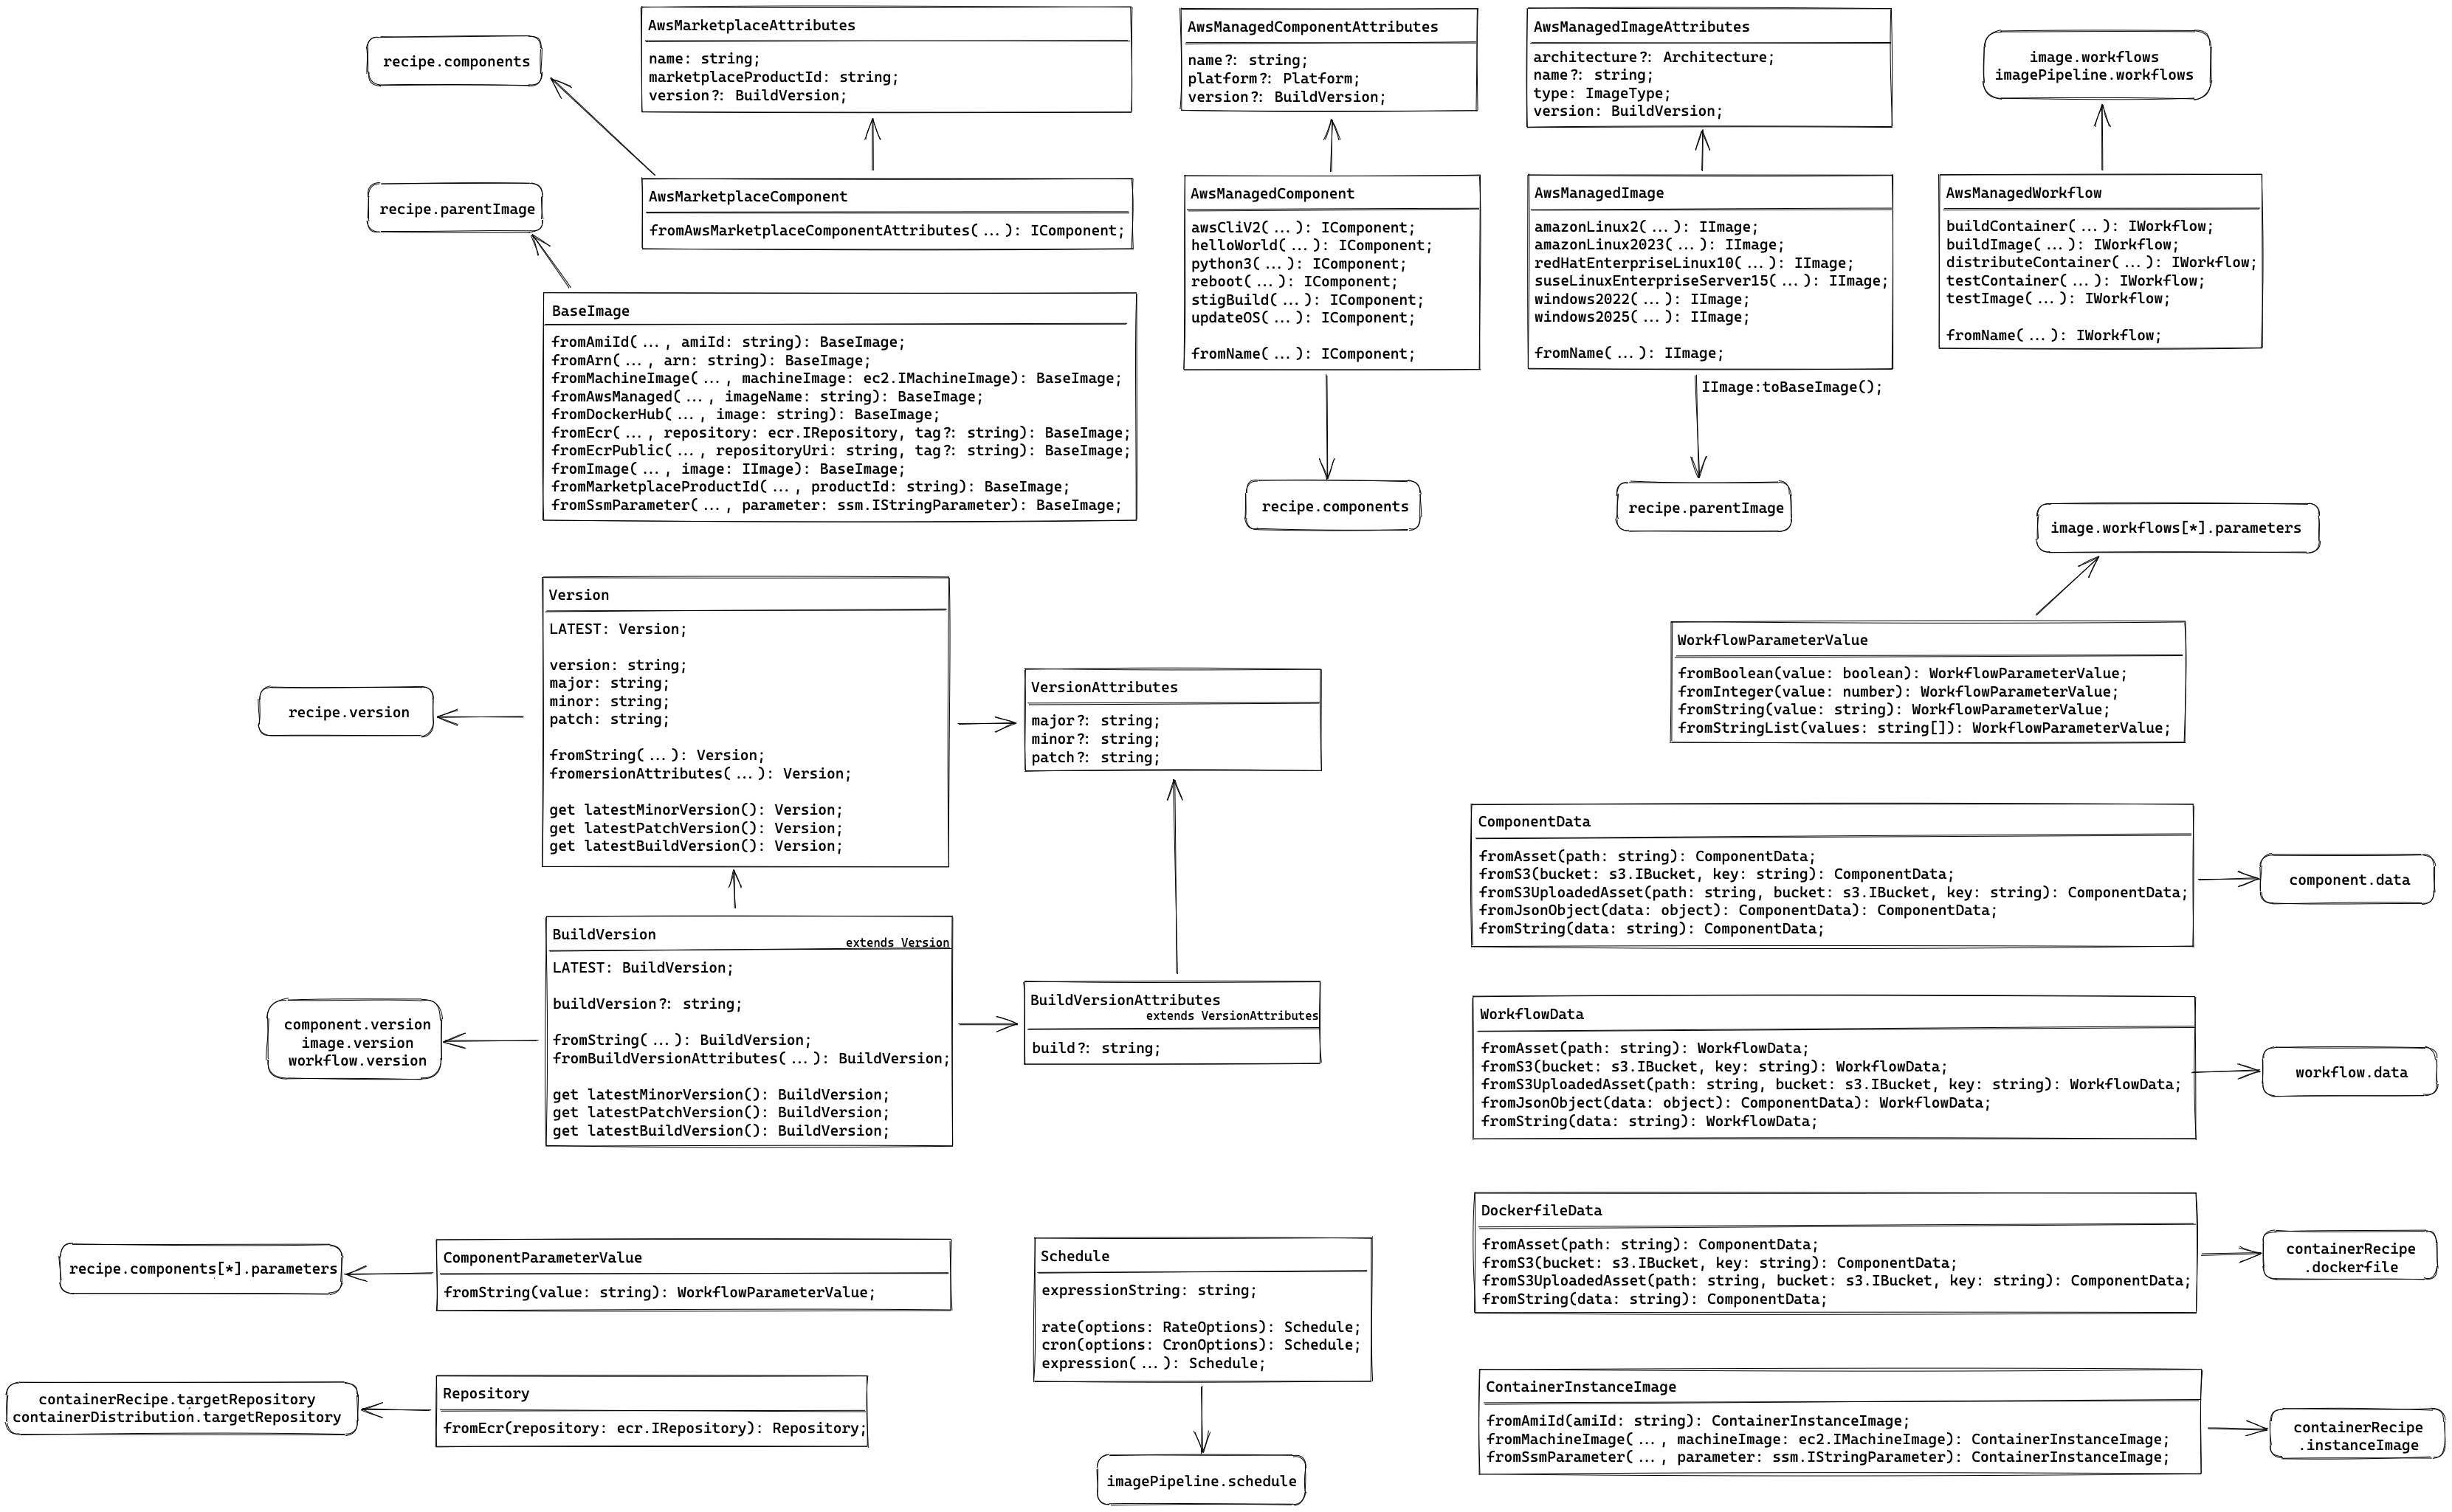 recipe.components
AwsMarketplaceAttributes
name: string;
marketplaceProductId: string;
version?: BuildVersion;
AwsManagedComponentAttributes
name?: string;
platform?: Platform;
version?: BuildVersion;
AwsManagedImageAttributes
architecture?: Architecture;
name?: string;
type: ImageType;
version: BuildVersion;
image.workflows
imagePipeline.workflows
recipe.parentImage
AwsMarketplaceComponent
fromAwsMarketplaceComponentAttributes(...): IComponent;
AwsManagedComponent
awsCliV2(...): IComponent;
helloWorld(...): IComponent;
python3(...): IComponent;
reboot(...): IComponent;
stigBuild(...): IComponent;
updateOS(...): IComponent;
fromName(...): IComponent;
AwsManagedImage
amazonLinux2(...): IImage;
amazonLinux2023(...): IImage;
redHatEnterpriseLinux10(...): IImage;
suseLinuxEnterpriseServer15(...): IImage;
windows2022(...): IImage;
windows2025(...): IImage;
fromName(...): IImage;
AwsManagedWorkflow
buildContainer(...): IWorkflow;
buildImage(...): IWorkflow;
distributeContainer(...): IWorkflow;
testContainer(...): IWorkflow;
testImage(...): IWorkflow;
fromName(...): IWorkflow;
BaseImage
fromAmiId(..., amiId: string): BaseImage;
fromArn(..., arn: string): BaseImage;
fromMachineImage(..., machineImage: ec2.IMachineImage): BaseImage;
fromAwsManaged(..., imageName: string): BaseImage;
fromDockerHub(..., image: string): BaseImage;
fromEcr(..., repository: ecr.IRepository, tag?: string): BaseImage;
fromEcrPublic(..., repositoryUri: string, tag?: string): BaseImage;
fromImage(..., image: IImage): BaseImage;
fromMarketplaceProductId(..., productId: string): BaseImage;
fromSsmParameter(..., parameter: ssm.IStringParameter): BaseImage;
IImage:toBaseImage();
recipe.components
recipe.parentImage
image.workflows[*].parameters
Version
LATEST: Version;
version: string;
major: string;
minor: string;
patch: string;
fromString(...): Version;
fromersionAttributes(...): Version;
get latestMinorVersion(): Version;
get latestPatchVersion(): Version;
get latestBuildVersion(): Version;
recipe.version
VersionAttributes
major?: string;
minor?: string;
patch?: string;
WorkflowParameterValue
fromBoolean(value: boolean): WorkflowParameterValue;
fromInteger(value: number): WorkflowParameterValue;
fromString(value: string): WorkflowParameterValue;
fromStringList(values: string[]): WorkflowParameterValue;
ComponentData
fromAsset(path: string): ComponentData;
fromS3(bucket: s3.IBucket, key: string): ComponentData;
fromS3UploadedAsset(path: string, bucket: s3.IBucket, key: string): ComponentData;
fromJsonObject(data: object): ComponentData): ComponentData;
fromString(data: string): ComponentData;
component.data
BuildVersion
extends Version
LATEST: BuildVersion;
buildVersion?: string;
fromString(...): BuildVersion;
fromBuildVersionAttributes(...): BuildVersion;
get latestMinorVersion(): BuildVersion;
get latestPatchVersion(): BuildVersion;
get latestBuildVersion(): BuildVersion;
component.version
image.version
workflow.version
BuildVersionAttributes
extends VersionAttributes
build?: string;
WorkflowData
fromAsset(path: string): WorkflowData;
fromS3(bucket: s3.IBucket, key: string): WorkflowData;
fromS3UploadedAsset(path: string, bucket: s3.IBucket, key: string): WorkflowData;
fromJsonObject(data: object): ComponentData): WorkflowData;
fromString(data: string): WorkflowData;
workflow.data
DockerfileData
fromAsset(path: string): ComponentData;
fromS3(bucket: s3.IBucket, key: string): ComponentData;
fromS3UploadedAsset(path: string, bucket: s3.IBucket, key: string): ComponentData;
fromString(data: string): ComponentData;
containerRecipe
.dockerfile
recipe.components[*].parameters
ComponentParameterValue
fromString(value: string): WorkflowParameterValue;
Schedule
expressionString: string;
rate(options: RateOptions): Schedule;
cron(options: CronOptions): Schedule;
expression(...): Schedule;
containerRecipe.targetRepository
containerDistribution.targetRepository
Repository
fromEcr(repository: ecr.IRepository): Repository;
ContainerInstanceImage
fromAmiId(amiId: string): ContainerInstanceImage;
fromMachineImage(..., machineImage: ec2.IMachineImage): ContainerInstanceImage;
fromSsmParameter(..., parameter: ssm.IStringParameter): ContainerInstanceImage;
containerRecipe
.instanceImage
imagePipeline.schedule